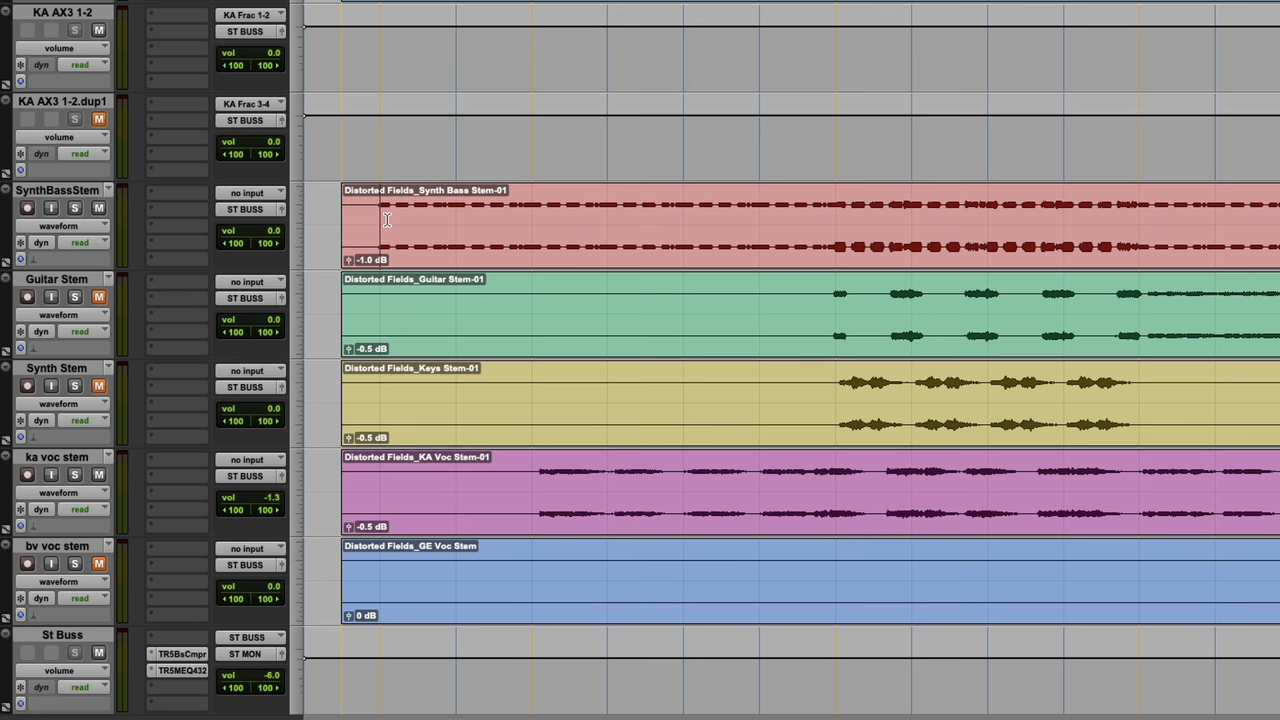 KA AX3 1-2
KA Frac 1-2
S M
ST BUSS
volume
vol 0.0
dyn read
100 100
KA AX3 1-2.dup1
KA Frac 3-4
S M
ST BUSS
volume
vol 0.0
dyn read
100 100
SynthBassStem
no input
Distorted Fields_Synth Bass Stem-01
I S M
ST BUSS
waveform
vol 0.0
dyn read
100 100
-1.0 dB
Guitar Stem
no input
Distorted Fields_Guitar Stem-01
I S M
ST BUSS
waveform
vol 0.0
dyn read
100 100
-0.5 dB
Synth Stem
no input
Distorted Fields_Keys Stem-01
I S M
ST BUSS
waveform
vol 0.0
dyn read
100 100
-0.5 dB
ka voc stem
no input
Distorted Fields_KA Voc Stem-01
I S M
ST BUSS
waveform
vol -1.3
dyn read
100 100
-0.5 dB
bv voc stem
no input
Distorted Fields_GE Voc Stem
I S M
ST BUSS
waveform
vol 0.0
dyn read
100 100
0 dB
St Buss
ST BUSS
S M
TR5BsCmpr
ST MON
volume
TR5MEQ432
vol -6.0
dyn read
100 100